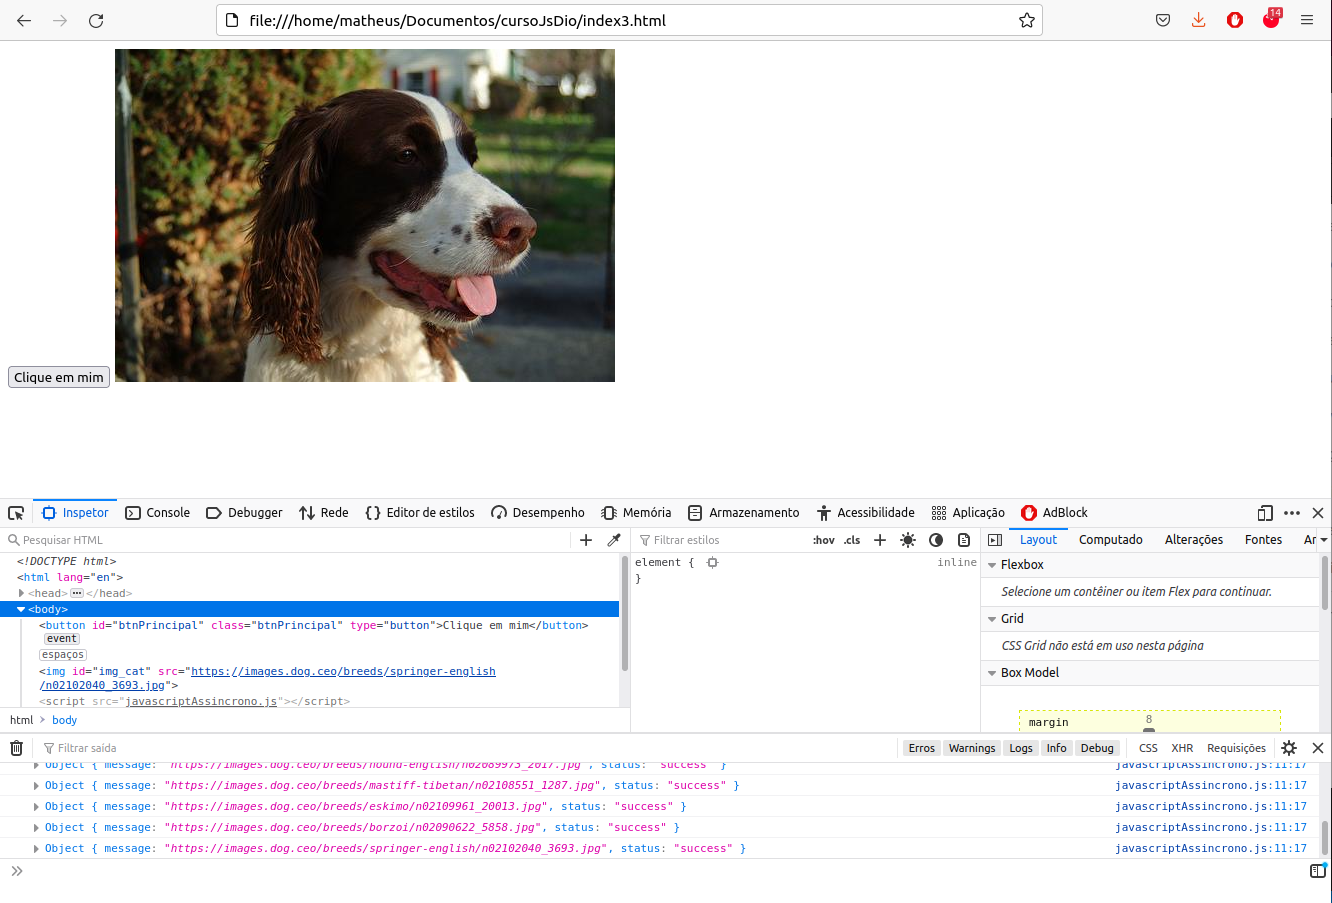 file:///home/matheus/Documentos/cursoJsDio/index3.html
14
Clique em mim
Inspetor Console Debugger Rede Editor de estilos Desempenho Memória Armazenamento Acessibilidade Aplicação AdBlock
Pesquisar HTML
Filtrar estilos :hov .cls
Layout Computado Alterações Fontes Ar
<!DOCTYPE html>
<html lang="en">
<head> ••• </head>
<body>
<button id="btnPrincipal" class="btnPrincipal" type="button">Clique em mim</button>
event
espaços
<img id="img_cat" src="https://images.dog.ceo/breeds/springer-english
/n02102040_3693.jpg">
<script src="javascriptAssincrono.js"></script>
html > body
element {
inline
}
Flexbox
Selecione um contêiner ou item Flex para continuar.
Grid
CSS Grid não está em uso nesta página
Box Model
margin 8
Filtrar saída Erros Warnings Logs Info Debug CSS XHR Requisições
Object { message: "https://images.dog.ceo/breeds/hound-english/n02089973_2017.jpg", status: "success" } javascriptAssincrono.js:11:17
Object { message: "https://images.dog.ceo/breeds/mastiff-tibetan/n02108551_1287.jpg", status: "success" } javascriptAssincrono.js:11:17
Object { message: "https://images.dog.ceo/breeds/eskimo/n02109961_20013.jpg", status: "success" } javascriptAssincrono.js:11:17
Object { message: "https://images.dog.ceo/breeds/borzoi/n02090622_5858.jpg", status: "success" } javascriptAssincrono.js:11:17
Object { message: "https://images.dog.ceo/breeds/springer-english/n02102040_3693.jpg", status: "success" } javascriptAssincrono.js:11:17